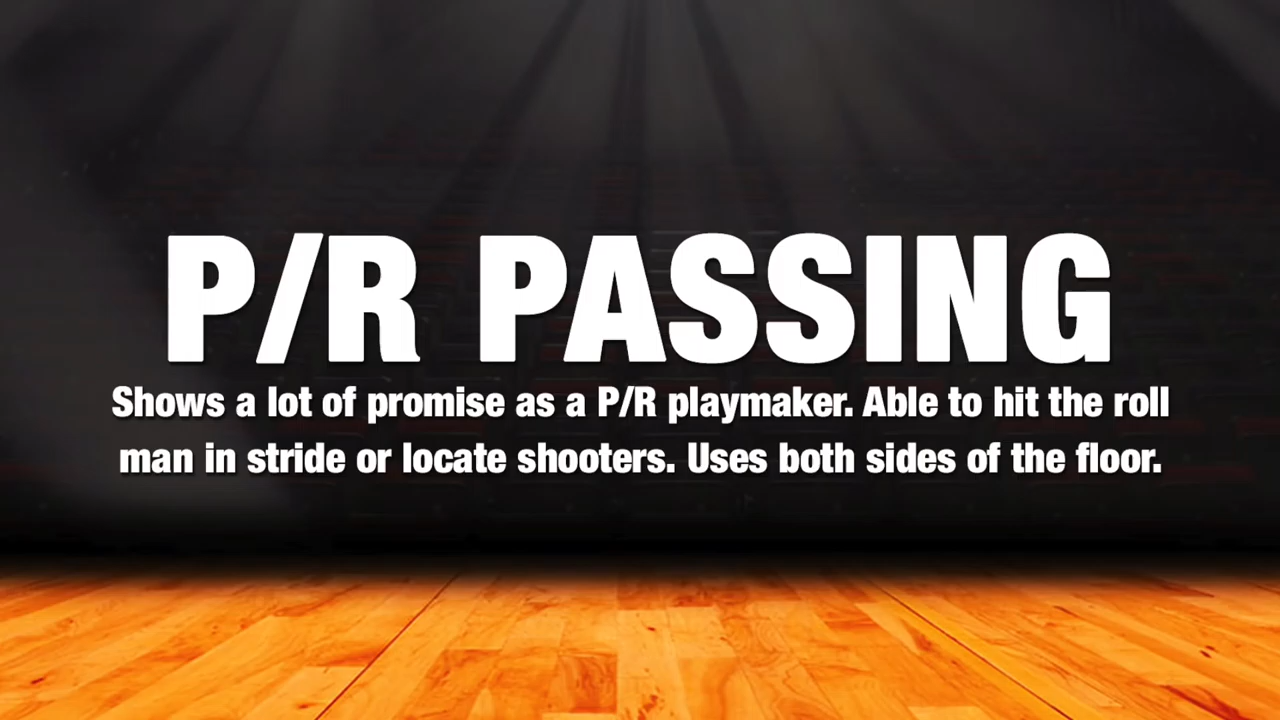 P/R PASSING
Shows a lot of promise as a P/R playmaker. Able to hit the roll
man in stride or locate shooters. Uses both sides of the floor.